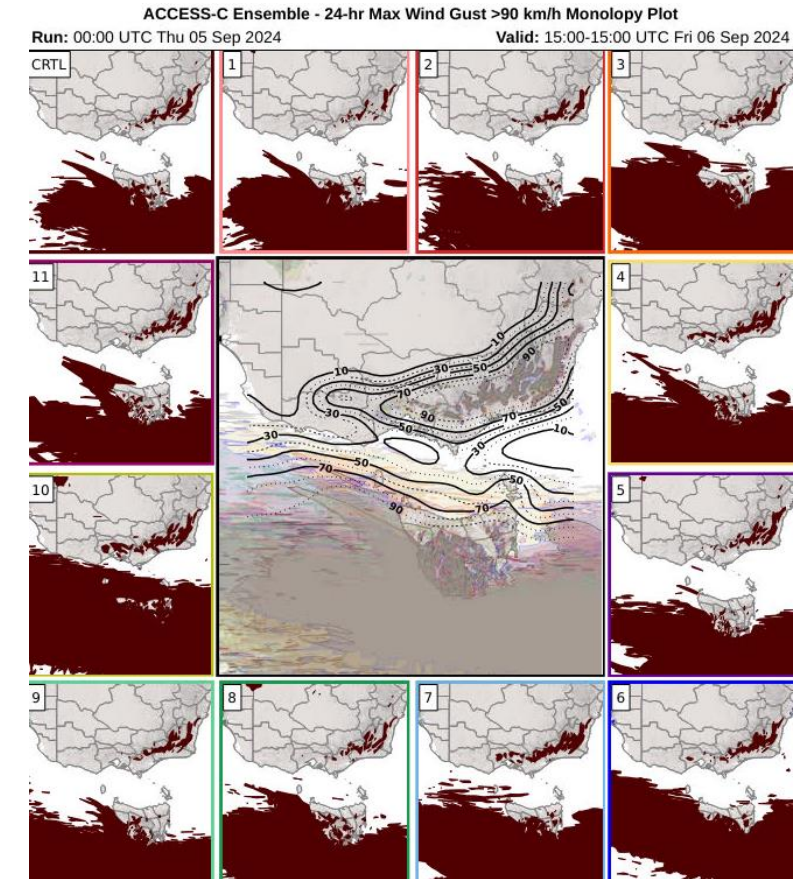 ACCESS-C Ensemble - 24-hr Max Wind Gust >90 km/h Monolopy Plot
Run: 00:00 UTC Thu 05 Sep 2024 Valid: 15:00-15:00 UTC Fri 06 Sep 2024
CRTL 1 2 3
11 4
10 90
10 30 50
70
90
30 50
70
50
30 10
30 50
70 50
90 70
10 5
9 8 7 6